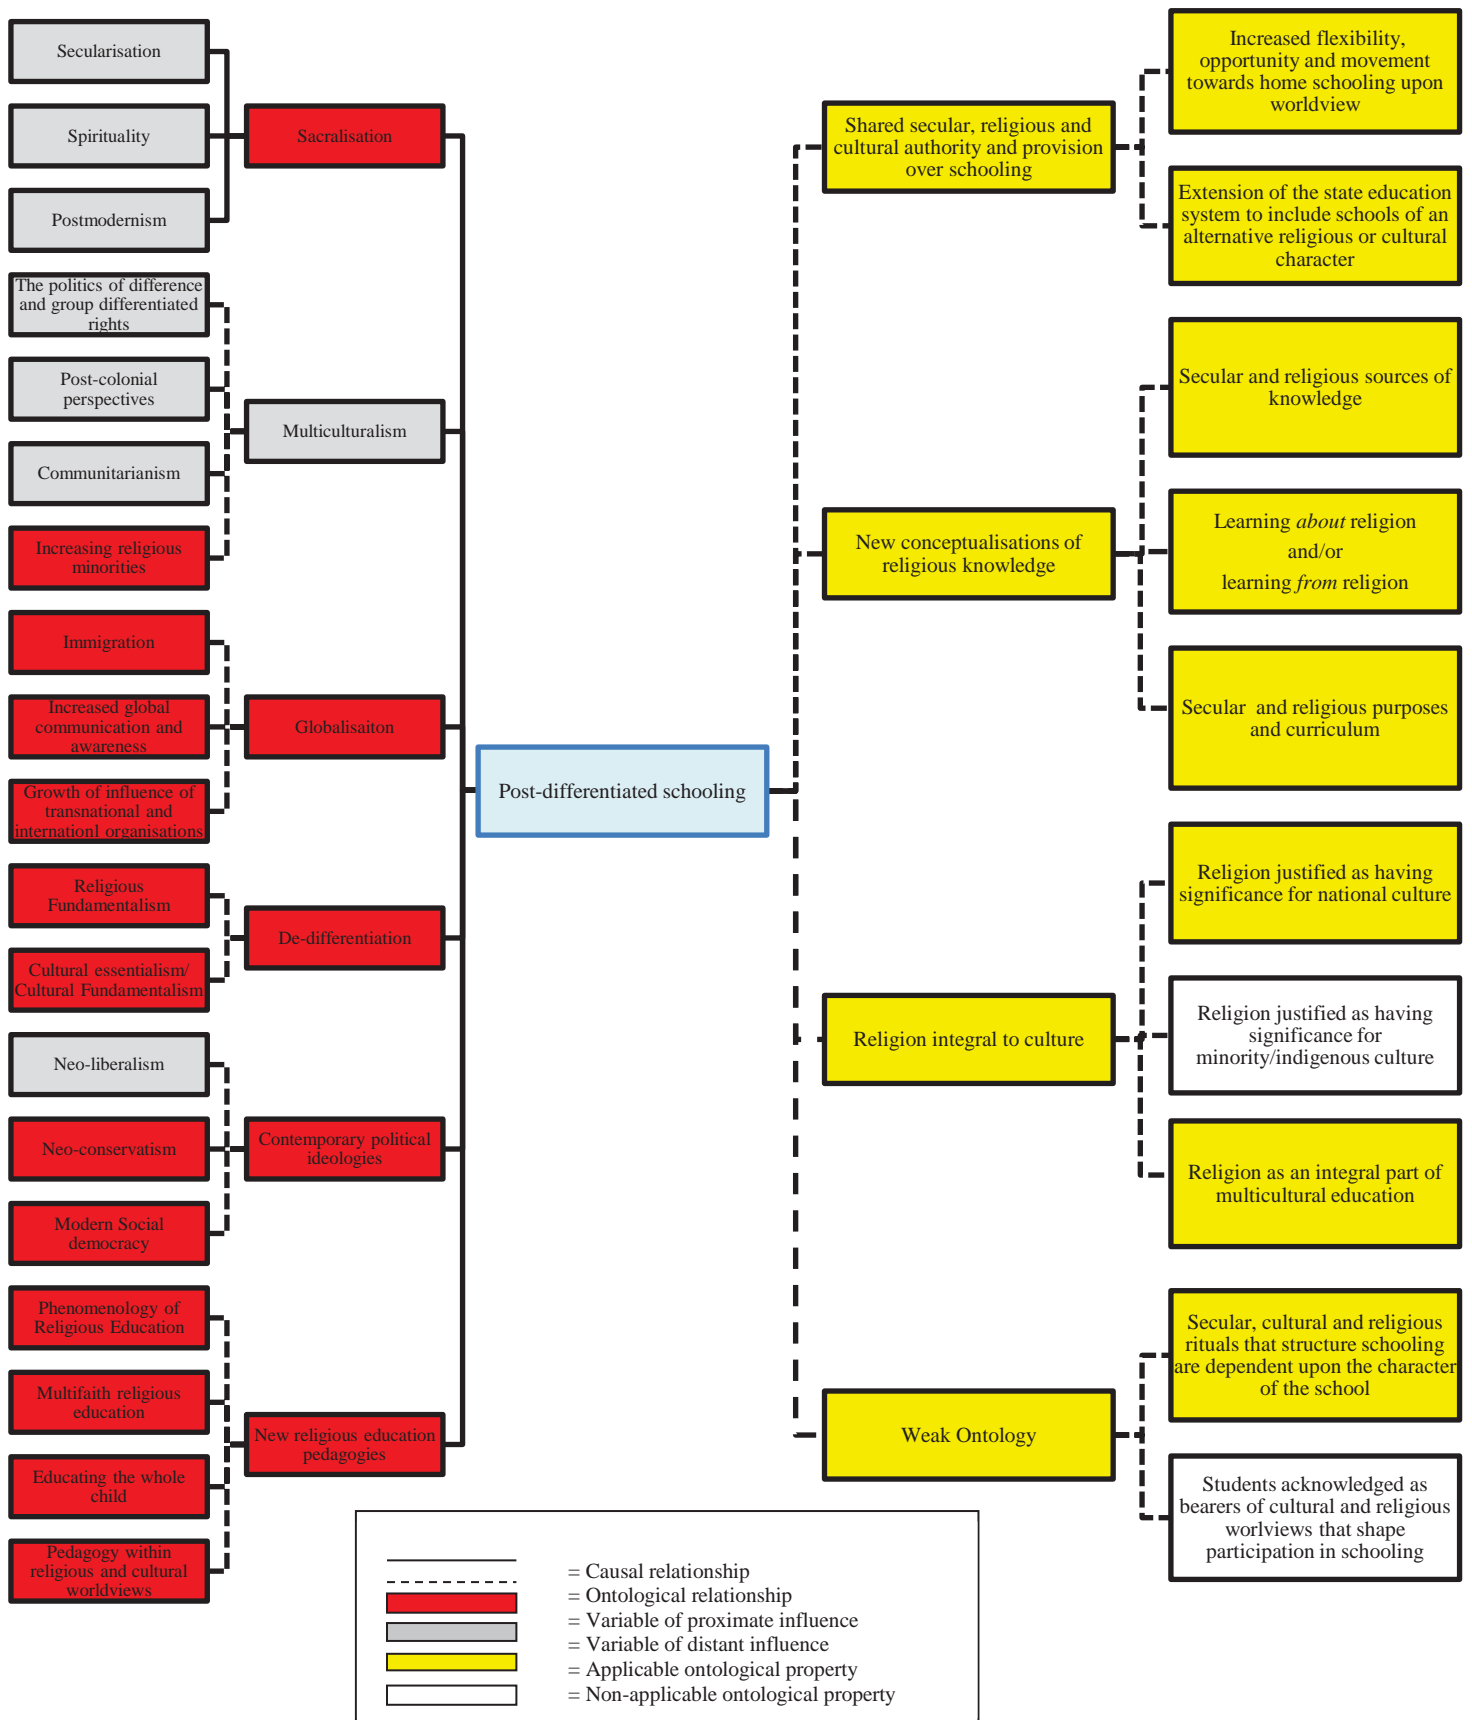 Secularisation
Spirituality
Postmodernism
Sacralisation
The politics of difference
and group differentiated
rights
Post-colonial
perspectives
Communitarianism
Increasing religious
minorities
Multiculturalism
Immigration
Increased global
communication and
awareness
Growth of influence of
transnational and
internationl organisations
Globalisaiton
Religious
Fundamentalism
Cultural essentialism/
Cultural Fundamentalism
De-differentiation
Neo-liberalism
Neo-conservatism
Modern Social
democracy
Contemporary political
ideologies
Phenomenology of
Religious Education
Multifaith religious
education
Educating the whole
child
Pedagogy within
religious and cultural
worldviews
New religious education
pedagogies
Post-differentiated schooling
Shared secular, religious and
cultural authority and provision
over schooling
Increased flexibility,
opportunity and movement
towards home schooling upon
worldview
Extension of the state education
system to include schools of an
alternative religious or cultural
character
New conceptualisations of
religious knowledge
Secular and religious sources of
knowledge
Learning about religion
and/or
learning from religion
Secular and religious purposes
and curriculum
Religion integral to culture
Religion justified as having
significance for national culture
Religion justified as having
significance for
minority/indigenous culture
Religion as an integral part of
multicultural education
Weak Ontology
Secular, cultural and religious
rituals that structure schooling
are dependent upon the character
of the school
Students acknowledged as
bearers of cultural and religious
worlviews that shape
participation in schooling
= Causal relationship
= Ontological relationship
= Variable of proximate influence
= Variable of distant influence
= Applicable ontological property
= Non-applicable ontological property